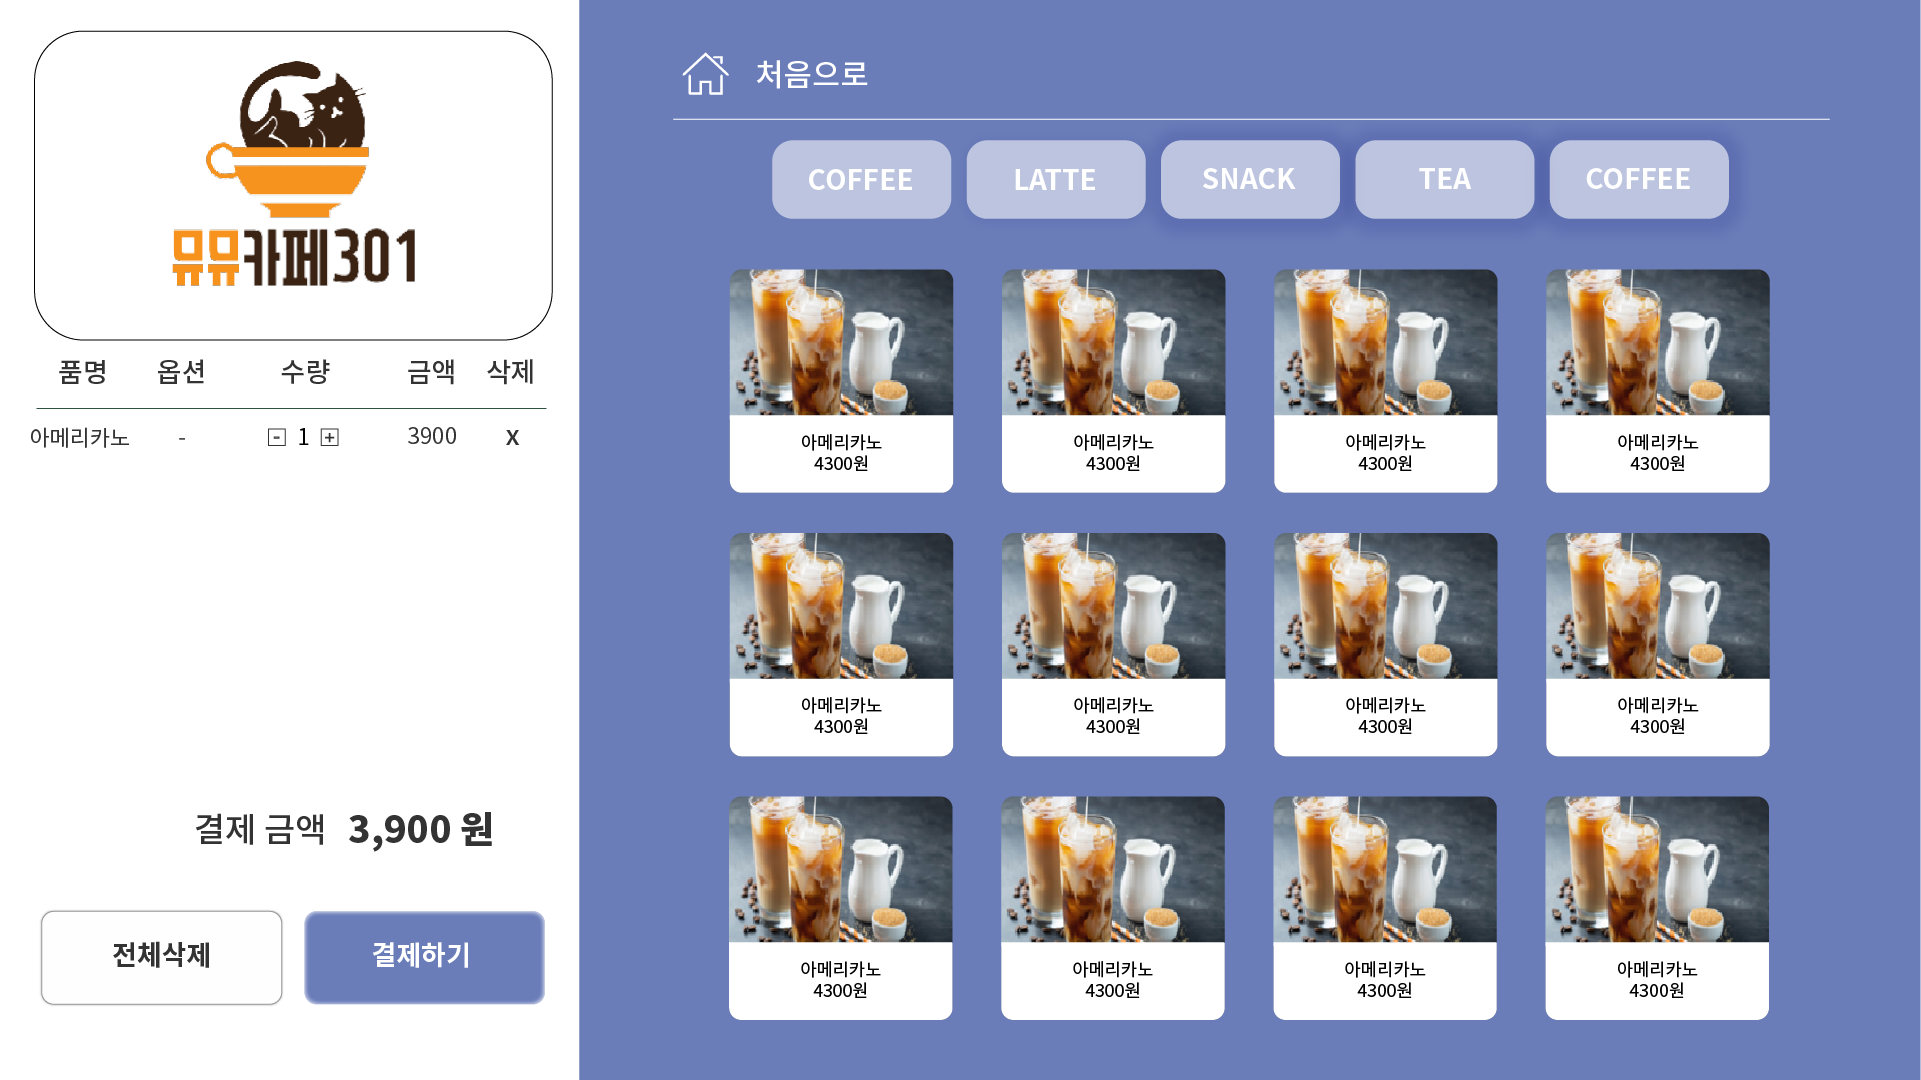 뮤뮤카페301
품명 옵션 수량 금액 삭제
아메리카노 - - 1 + 3900 X
결제 금액 3,900 원
전체삭제 결제하기
처음으로
COFFEE LATTE SNACK TEA COFFEE
아메리카노 아메리카노 아메리카노 아메리카노
4300원 4300원 4300원 4300원
아메리카노 아메리카노 아메리카노 아메리카노
4300원 4300원 4300원 4300원
아메리카노 아메리카노 아메리카노 아메리카노
4300원 4300원 4300원 4300원